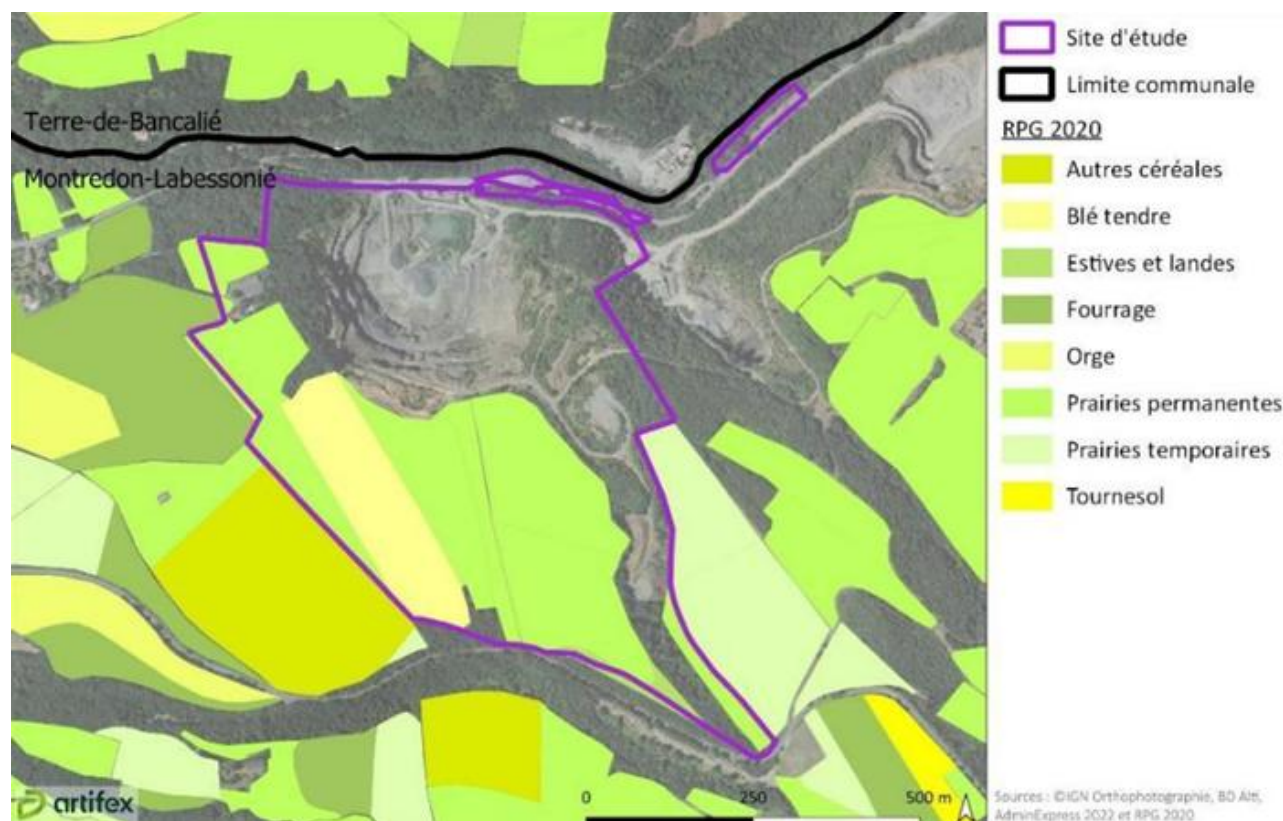 Terre-de-Bancalié
Montredon-Labessonié
artifex
0 250 500 m
Site d'étude
Limite communale
RPG 2020
Autres céréales
Blé tendre
Estives et landes
Fourrage
Orge
Prairies permanentes
Prairies temporaires
Tournesol
Sources : ©IGN Orthophotographie, BD Alti,
AdminExpress 2022 et RPG 2020